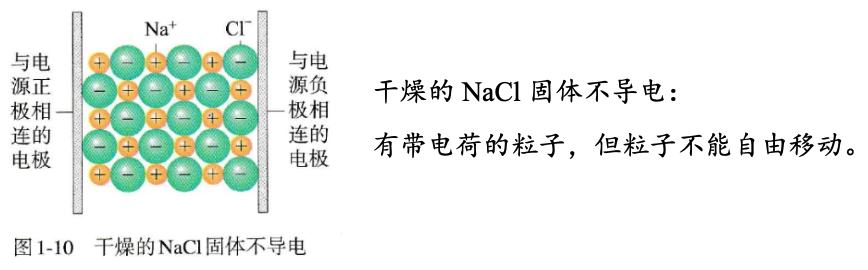 Na⁺
Cl⁻
与电
源正
极相
连的
电极
与电
源负
极相
连的
电极
+ − + − + −
− + − + − +
+ − + − + −
− + − + − +
+ − + − + −
图1-10 干燥的NaCl固体不导电
干燥的 NaCl 固体不导电：
有带电荷的粒子，但粒子不能自由移动。